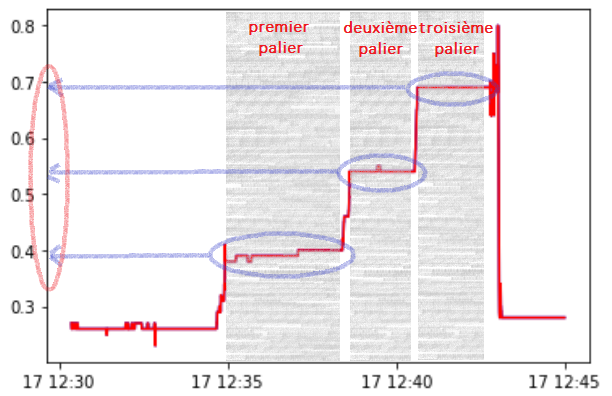 0.8
0.7
0.6
0.5
0.4
0.3
premier
palier
deuxième
palier
troisième
palier
17 12:30
17 12:35
17 12:40
17 12:45